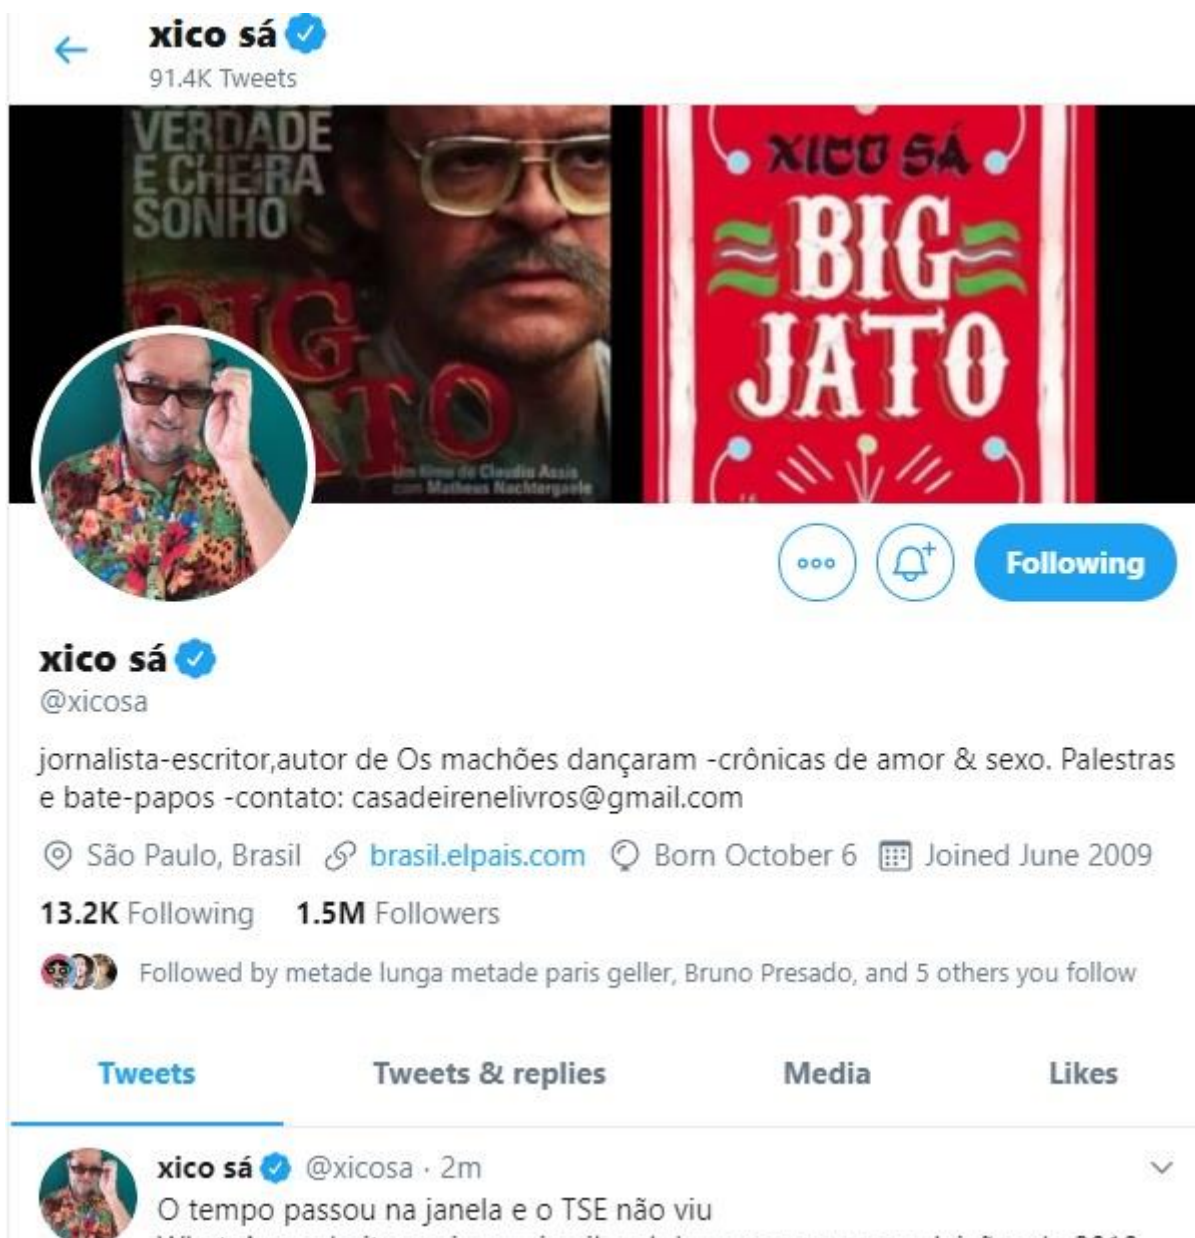 xico sá
91.4K Tweets
VERDADE
E CHEIRA
SONHO
BIG
JATO
Um filme de Claudio Assis
com Matheus Nachtergaele
XICO SÁ
BIG
JATO
Following
xico sá
@xicosa
jornalista-escritor,autor de Os machões dançaram -crônicas de amor & sexo. Palestras
e bate-papos -contato: casadeirenelivros@gmail.com
São Paulo, Brasil brasil.elpais.com Born October 6 Joined June 2009
13.2K Following 1.5M Followers
Followed by metade lunga metade paris geller, Bruno Presado, and 5 others you follow
Tweets Tweets & replies Media Likes
xico sá @xicosa · 2m
O tempo passou na janela e o TSE não viu